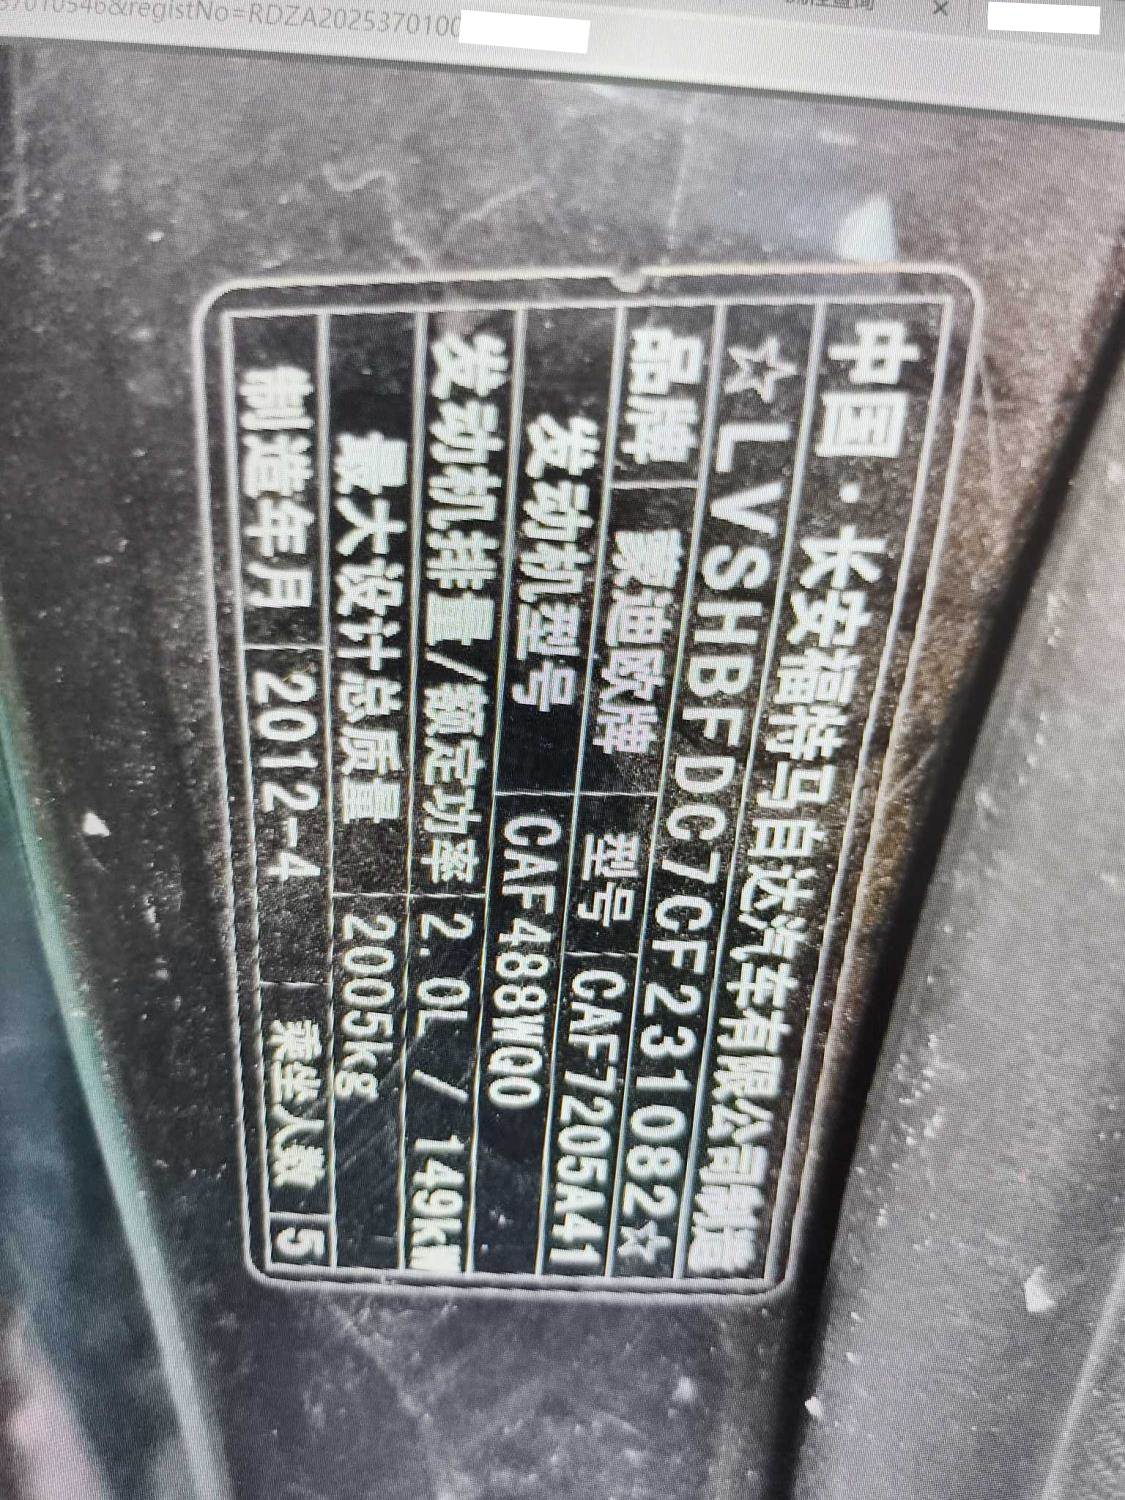 37010546&registNo=RDZA2025370100
中国·长安福特马自达汽车有限公司制造
☆LVSHBFDC7CF231082☆
品牌 蒙迪欧牌 型号 CAF7205A41
发动机型号 CAF488WQ0
发动机排量/额定功率 2.0L / 149kW
最大设计总质量 2005kg
制造年月 2012-4 乘坐人数 5